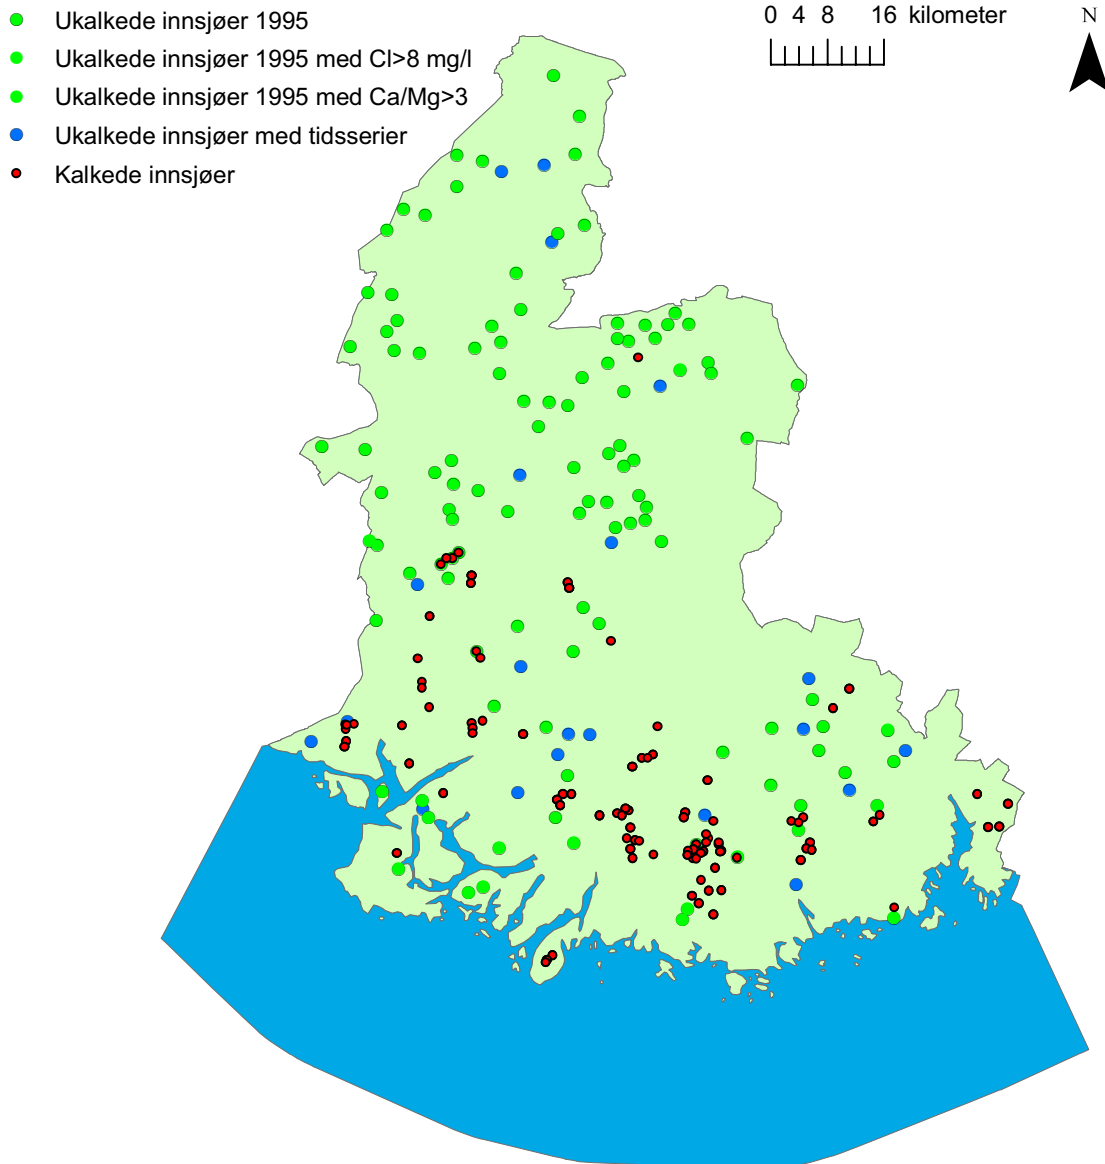 Ukalkede innsjøer 1995
Ukalkede innsjøer 1995 med Cl>8 mg/l
Ukalkede innsjøer 1995 med Ca/Mg>3
Ukalkede innsjøer med tidsserier
Kalkede innsjøer
0 4 8 16 kilometer
N